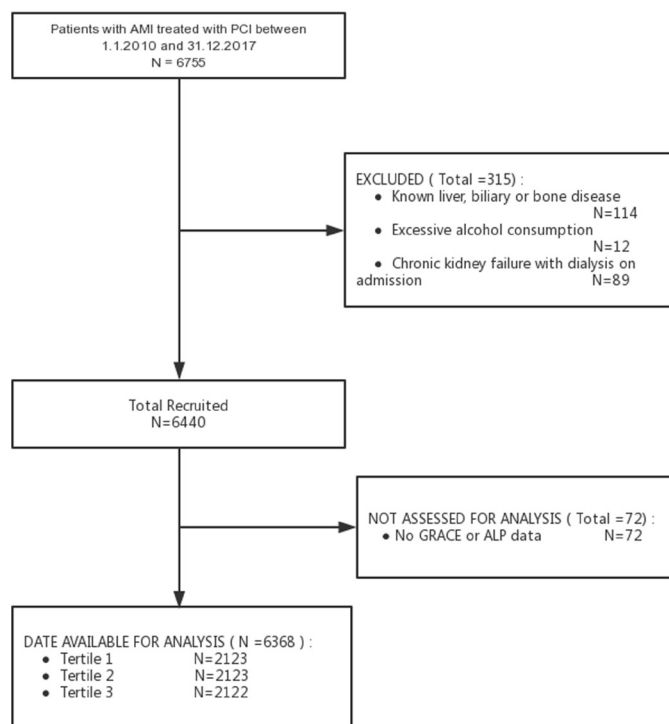 Patients with AMI treated with PCI between
1.1.2010 and 31.12.2017
N = 6755
EXCLUDED ( Total =315) :
● Known liver, biliary or bone disease
N=114
● Excessive alcohol consumption
N=12
● Chronic kidney failure with dialysis on
admission N=89
Total Recruited
N=6440
NOT ASSESSED FOR ANALYSIS ( Total =72) :
● No GRACE or ALP data N=72
DATE AVAILABLE FOR ANALYSIS ( N =6368 ) :
● Tertile 1 N=2123
● Tertile 2 N=2123
● Tertile 3 N=2122